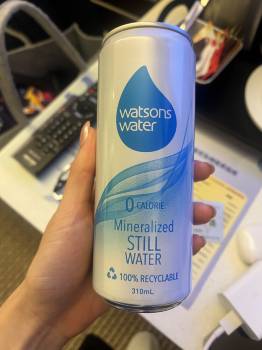 watsons
water
0 CALORIE
Mineralized
STILL
WATER
100% RECYCLABLE
310mL